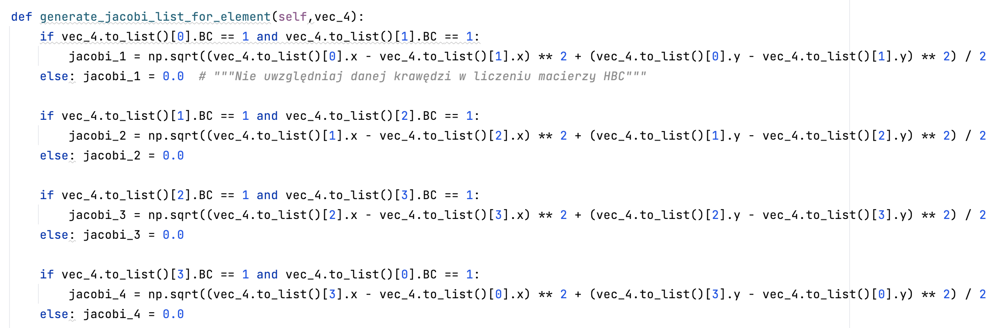 def generate_jacobi_list_for_element(self,vec_4):
    if vec_4.to_list()[0].BC == 1 and vec_4.to_list()[1].BC == 1:
        jacobi_1 = np.sqrt((vec_4.to_list()[0].x - vec_4.to_list()[1].x) ** 2 + (vec_4.to_list()[0].y - vec_4.to_list()[1].y) ** 2) / 2
    else: jacobi_1 = 0.0  # """Nie uwzględniaj danej krawędzi w liczeniu macierzy HBC"""

    if vec_4.to_list()[1].BC == 1 and vec_4.to_list()[2].BC == 1:
        jacobi_2 = np.sqrt((vec_4.to_list()[1].x - vec_4.to_list()[2].x) ** 2 + (vec_4.to_list()[1].y - vec_4.to_list()[2].y) ** 2) / 2
    else: jacobi_2 = 0.0

    if vec_4.to_list()[2].BC == 1 and vec_4.to_list()[3].BC == 1:
        jacobi_3 = np.sqrt((vec_4.to_list()[2].x - vec_4.to_list()[3].x) ** 2 + (vec_4.to_list()[2].y - vec_4.to_list()[3].y) ** 2) / 2
    else: jacobi_3 = 0.0

    if vec_4.to_list()[3].BC == 1 and vec_4.to_list()[0].BC == 1:
        jacobi_4 = np.sqrt((vec_4.to_list()[3].x - vec_4.to_list()[0].x) ** 2 + (vec_4.to_list()[3].y - vec_4.to_list()[0].y) ** 2) / 2
    else: jacobi_4 = 0.0